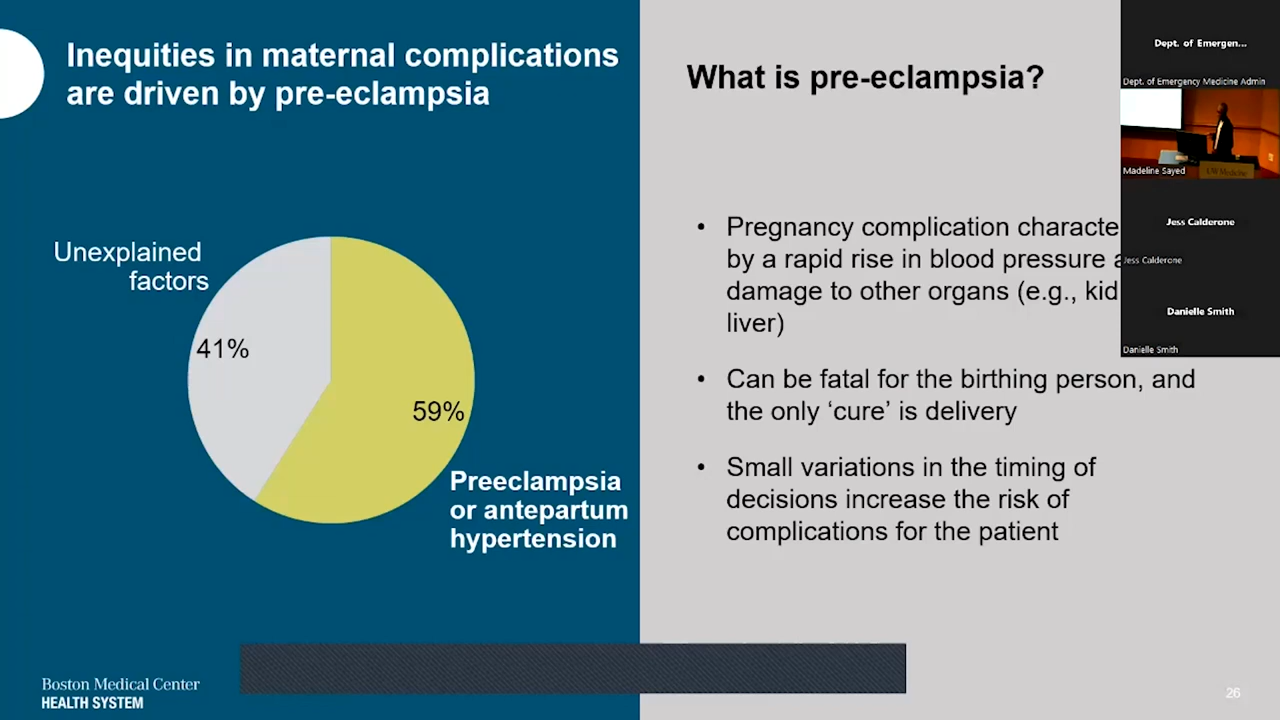 Inequities in maternal complications
are driven by pre-eclampsia
Unexplained
factors
41%
59%
Preeclampsia
or antepartum
hypertension
Boston Medical Center
HEALTH SYSTEM
What is pre-eclampsia?
• Pregnancy complication characte
by a rapid rise in blood pressure a
damage to other organs (e.g., kid
liver)
• Can be fatal for the birthing person, and
the only ‘cure’ is delivery
• Small variations in the timing of
decisions increase the risk of
complications for the patient
26
Dept. of Emergen...
Dept. of Emergency Medicine Admin
Madeline Sayed
UW Medicine
Jess Calderone
Jess Calderone
Danielle Smith
Danielle Smith